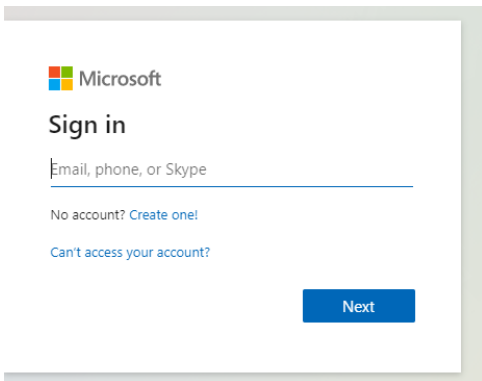 Microsoft
Sign in
Email, phone, or Skype
No account? Create one!
Can't access your account?
Next